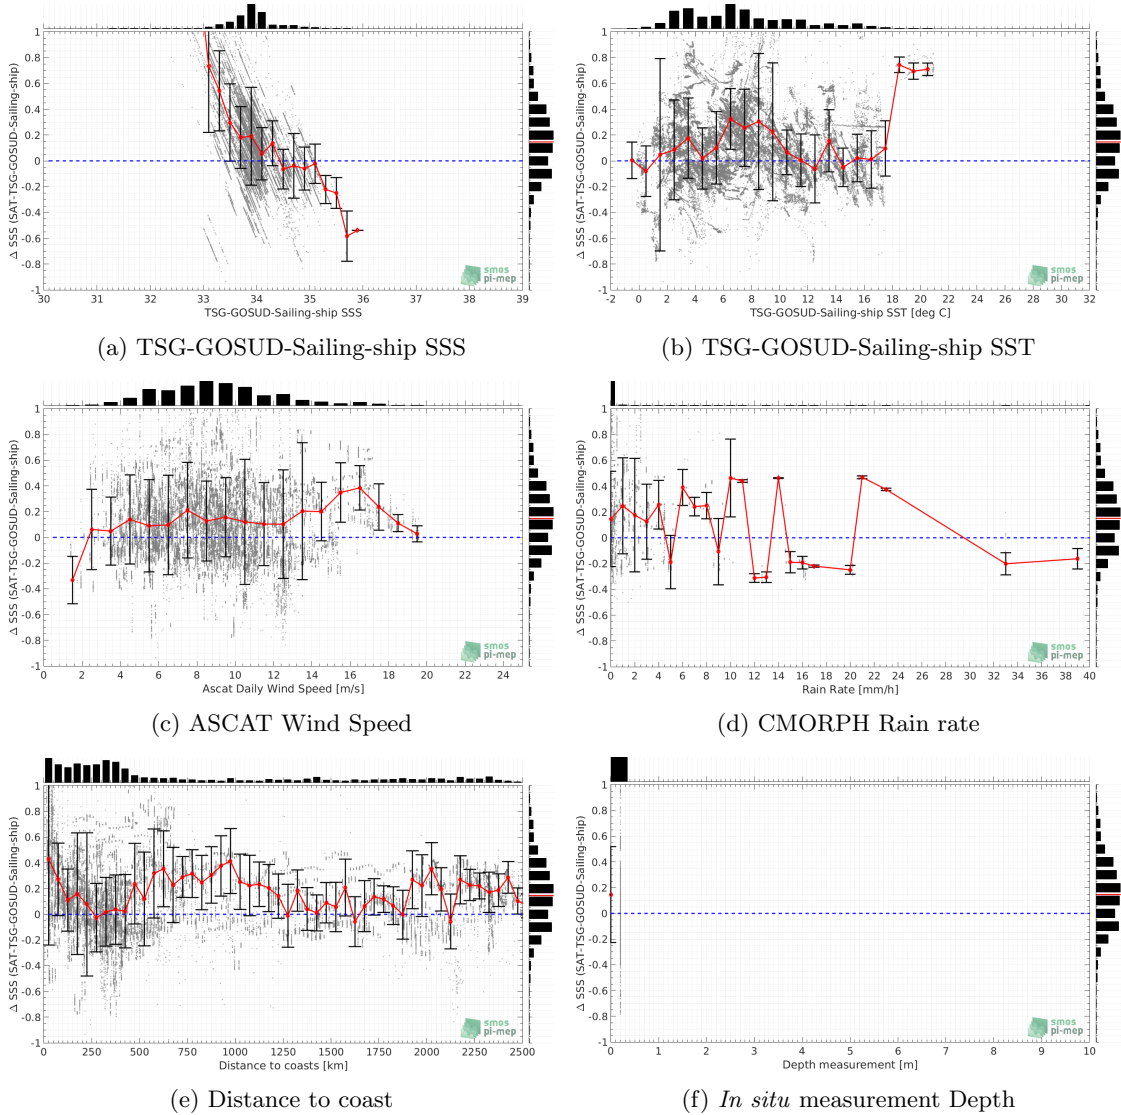 Δ SSS (SAT-TSG-GOSUD-Sailing-ship)
1
0.8
0.6
0.4
0.2
0
-0.2
-0.4
-0.6
-0.8
-1
30 31 32 33 34 35 36 37 38 39
TSG-GOSUD-Sailing-ship SSS
smos
pi-mep
(a) TSG-GOSUD-Sailing-ship SSS
Δ SSS (SAT-TSG-GOSUD-Sailing-ship)
1
0.8
0.6
0.4
0.2
0
-0.2
-0.4
-0.6
-0.8
-1
-2 0 2 4 6 8 10 12 14 16 18 20 22 24 26 28 30 32
TSG-GOSUD-Sailing-ship SST [deg C]
smos
pi-mep
(b) TSG-GOSUD-Sailing-ship SST
Δ SSS (SAT-TSG-GOSUD-Sailing-ship)
1
0.8
0.6
0.4
0.2
0
-0.2
-0.4
-0.6
-0.8
-1
0 2 4 6 8 10 12 14 16 18 20 22 24
Ascat Daily Wind Speed [m/s]
smos
pi-mep
(c) ASCAT Wind Speed
Δ SSS (SAT-TSG-GOSUD-Sailing-ship)
1
0.8
0.6
0.4
0.2
0
-0.2
-0.4
-0.6
-0.8
-1
0 2 4 6 8 10 12 14 16 18 20 22 24 26 28 30 32 34 36 38 40
Rain Rate [mm/h]
smos
pi-mep
(d) CMORPH Rain rate
Δ SSS (SAT-TSG-GOSUD-Sailing-ship)
1
0.8
0.6
0.4
0.2
0
-0.2
-0.4
-0.6
-0.8
-1
0 250 500 750 1000 1250 1500 1750 2000 2250 2500
Distance to coasts [km]
smos
pi-mep
(e) Distance to coast
Δ SSS (SAT-TSG-GOSUD-Sailing-ship)
1
0.8
0.6
0.4
0.2
0
-0.2
-0.4
-0.6
-0.8
-1
0 1 2 3 4 5 6 7 8 9 10
Depth measurement [m]
smos
pi-mep
(f) In situ measurement Depth